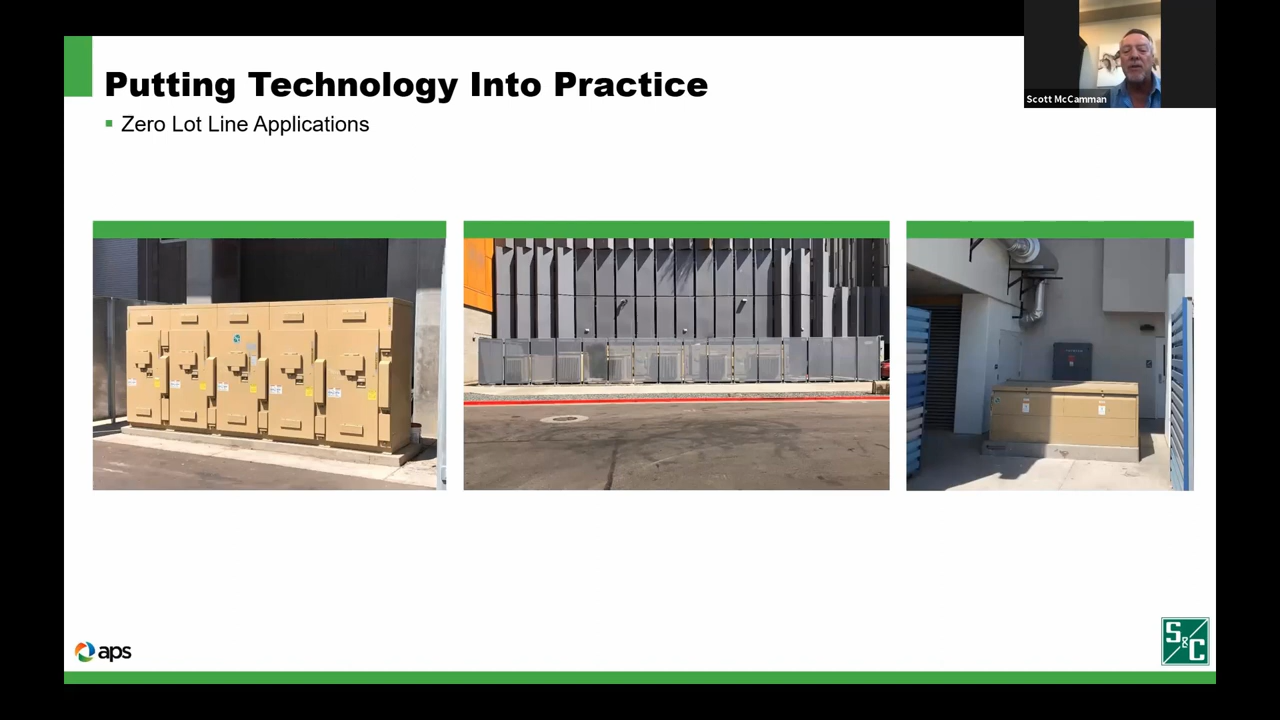 Putting Technology Into Practice
Zero Lot Line Applications
Scott McCamman
aps
S&C